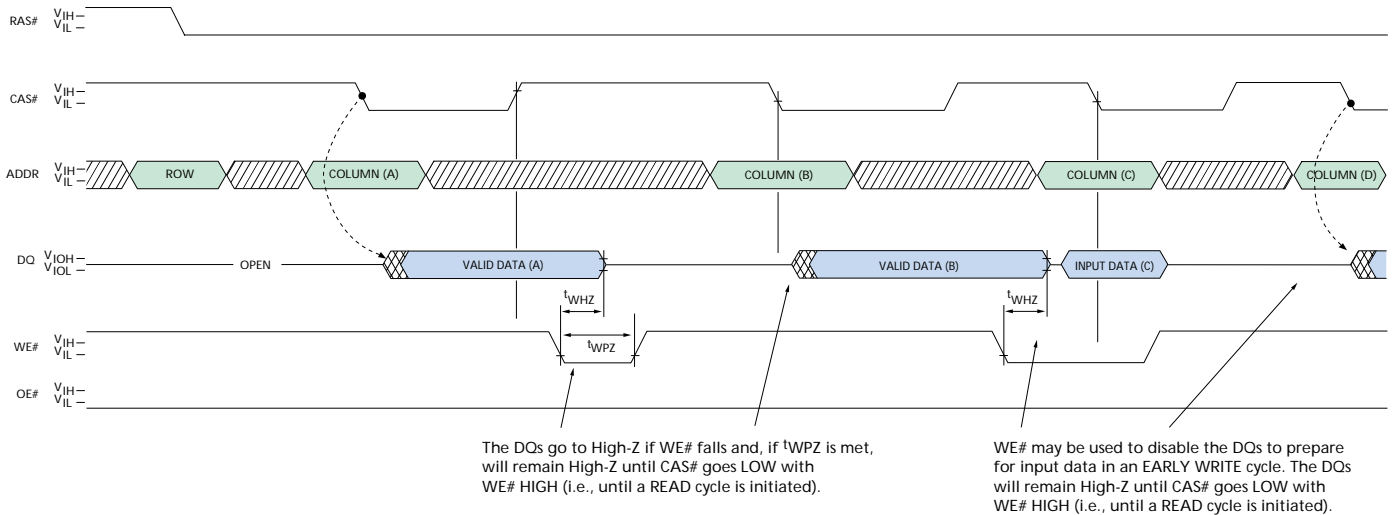 RAS# VIH
VIL
CAS# VIH
VIL
ADDR VIH
VIL
ROW COLUMN (A) COLUMN (B) COLUMN (C) COLUMN (D)
DQ VIOH
VIOL
OPEN VALID DATA (A) VALID DATA (B) INPUT DATA (C)
tWHZ tWHZ
tWPZ
WE# VIH
VIL
OE# VIH
VIL
The DQs go to High-Z if WE# falls and, if tWPZ is met,
will remain High-Z until CAS# goes LOW with
WE# HIGH (i.e., until a READ cycle is initiated).
WE# may be used to disable the DQs to prepare
for input data in an EARLY WRITE cycle. The DQs
will remain High-Z until CAS# goes LOW with
WE# HIGH (i.e., until a READ cycle is initiated).